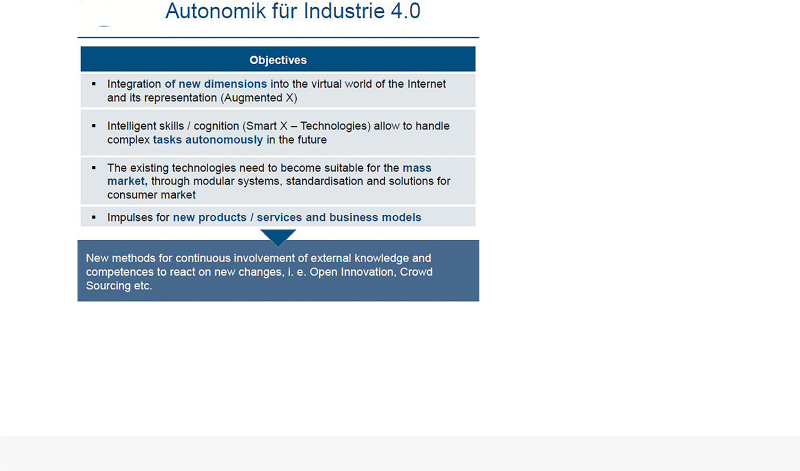 Autonomik für Industrie 4.0
Objectives
▪ Integration of new dimensions into the virtual world of the Internet
and its representation (Augmented X)
▪ Intelligent skills / cognition (Smart X – Technologies) allow to handle
complex tasks autonomously in the future
▪ The existing technologies need to become suitable for the mass
market, through modular systems, standardisation and solutions for
consumer market
▪ Impulses for new products / services and business models
New methods for continuous involvement of external knowledge and
competences to react on new changes, i. e. Open Innovation, Crowd
Sourcing etc.